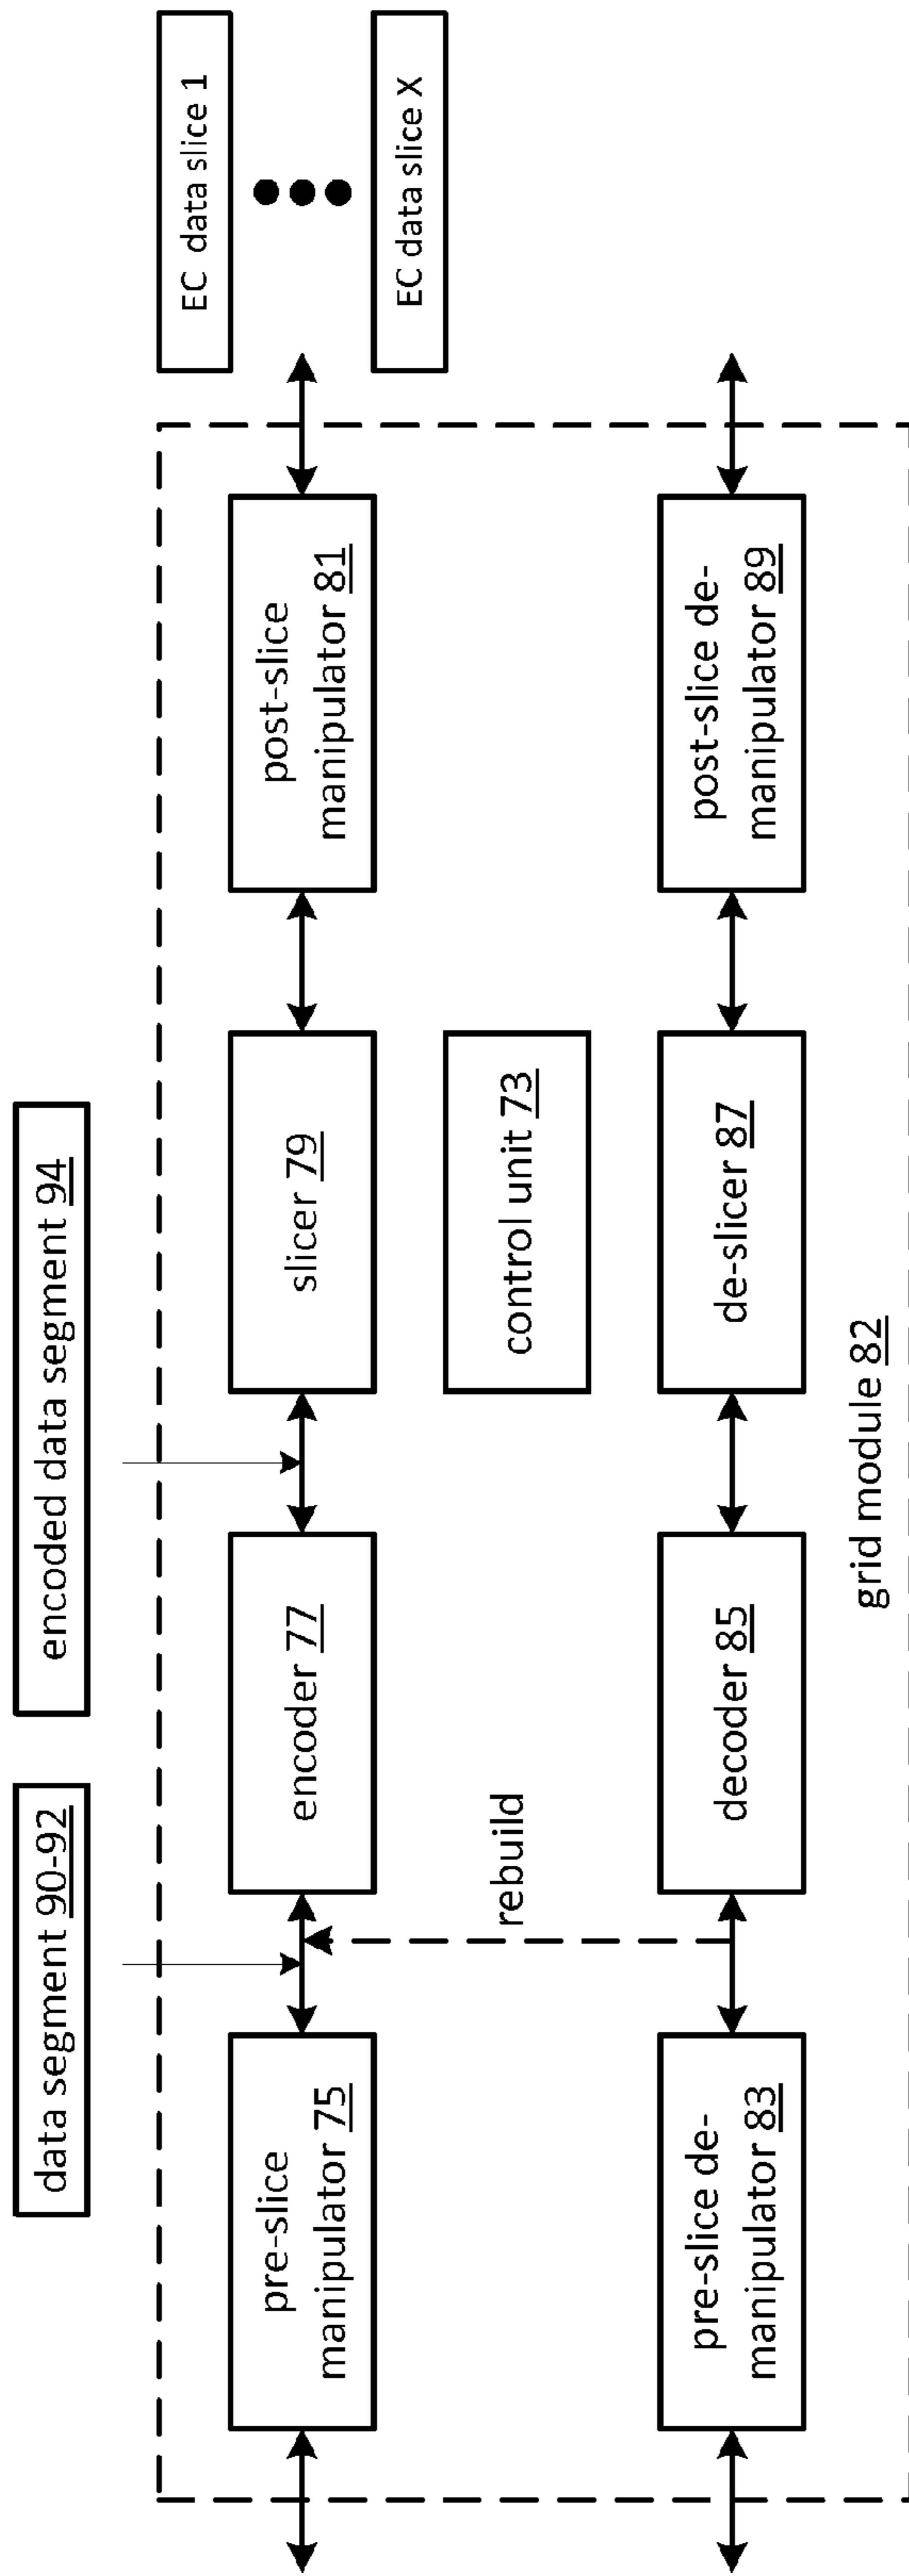 data segment 90-92
encoded data segment 94
EC data slice 1
EC data slice X
pre-slice
manipulator 75
encoder 77
slicer 79
post-slice
manipulator 81
rebuild
control unit 73
pre-slice de-
manipulator 83
decoder 85
de-slicer 87
post-slice de-
manipulator 89
grid module 82